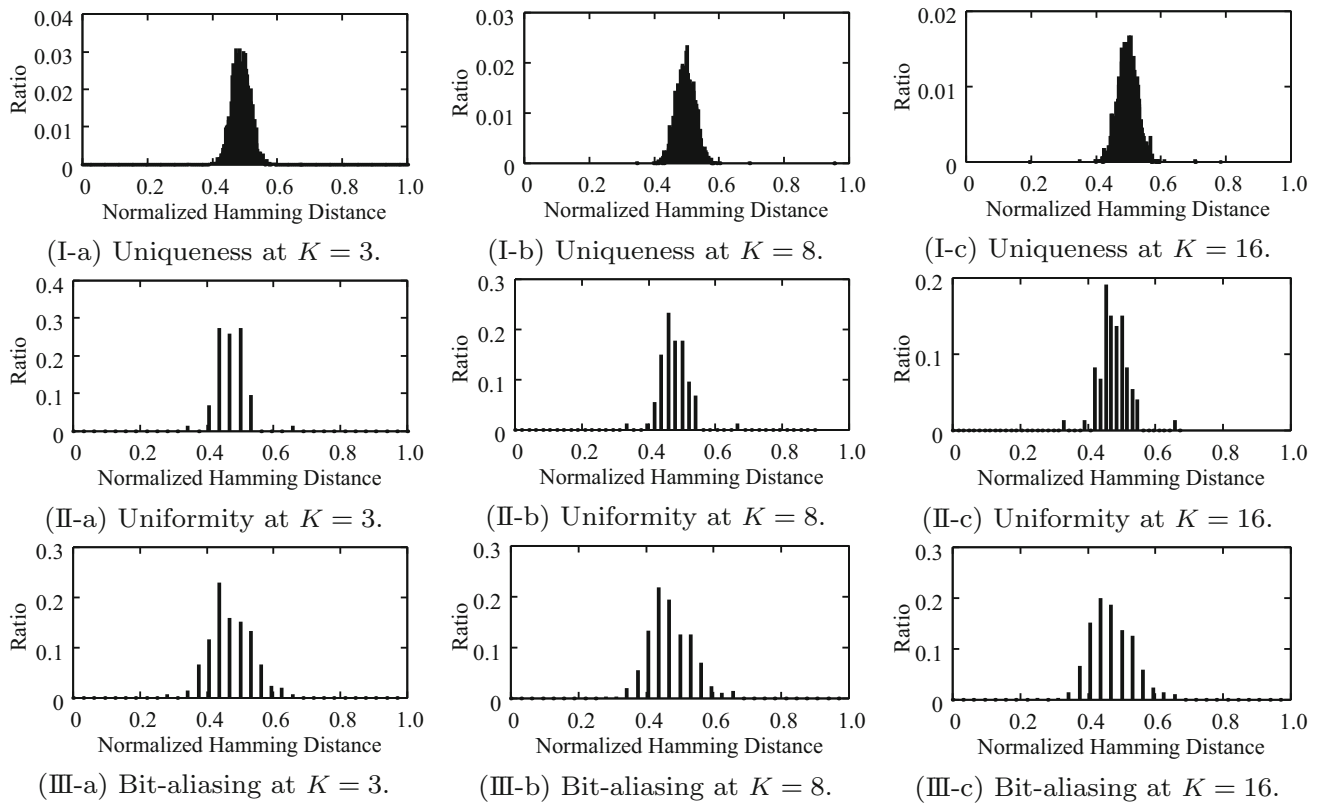 0.04
0.03
0.02
0.01
0
Ratio
0 0.2 0.4 0.6 0.8 1.0
Normalized Hamming Distance
(I-a) Uniqueness at K = 3.
0.03
0.02
0.01
0
Ratio
0 0.2 0.4 0.6 0.8 1.0
Normalized Hamming Distance
(I-b) Uniqueness at K = 8.
0.02
0.01
0
Ratio
0 0.2 0.4 0.6 0.8 1.0
Normalized Hamming Distance
(I-c) Uniqueness at K = 16.
0.4
0.3
0.2
0.1
0
Ratio
0 0.2 0.4 0.6 0.8 1.0
Normalized Hamming Distance
(II-a) Uniformity at K = 3.
0.3
0.2
0.1
0
Ratio
0 0.2 0.4 0.6 0.8 1.0
Normalized Hamming Distance
(II-b) Uniformity at K = 8.
0.2
0.1
0
Ratio
0 0.2 0.4 0.6 0.8 1.0
Normalized Hamming Distance
(II-c) Uniformity at K = 16.
0.3
0.2
0.1
0
Ratio
0 0.2 0.4 0.6 0.8 1.0
Normalized Hamming Distance
(III-a) Bit-aliasing at K = 3.
0.3
0.2
0.1
0
Ratio
0 0.2 0.4 0.6 0.8 1.0
Normalized Hamming Distance
(III-b) Bit-aliasing at K = 8.
0.3
0.2
0.1
0
Ratio
0 0.2 0.4 0.6 0.8 1.0
Normalized Hamming Distance
(III-c) Bit-aliasing at K = 16.